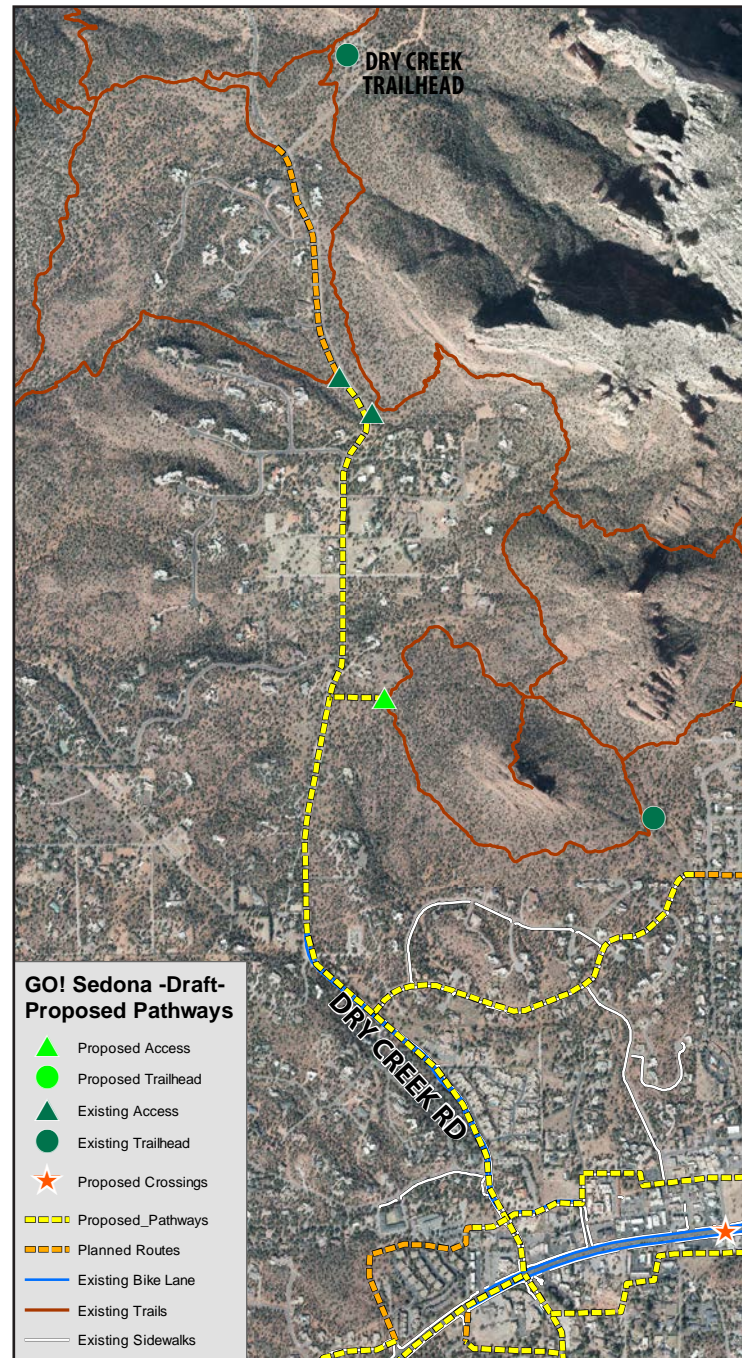 DRY CREEK
TRAILHEAD
DRY CREEK RD
GO! Sedona -Draft-
Proposed Pathways
Proposed Access
Proposed Trailhead
Existing Access
Existing Trailhead
Proposed Crossings
Proposed_Pathways
Planned Routes
Existing Bike Lane
Existing Trails
Existing Sidewalks